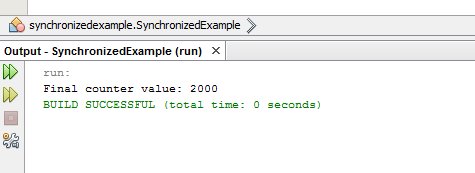 synchronizedexample.SynchronizedExample
Output - SynchronizedExample (run)
run:
Final counter value: 2000
BUILD SUCCESSFUL (total time: 0 seconds)